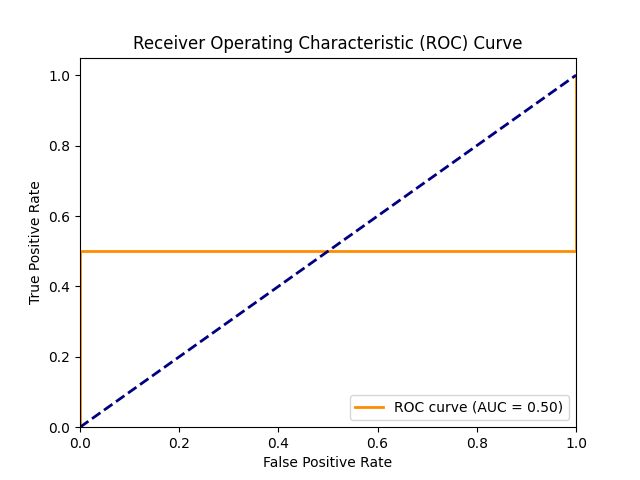 Receiver Operating Characteristic (ROC) Curve
True Positive Rate
1.0
0.8
0.6
0.4
0.2
0.0
0.0 0.2 0.4 0.6 0.8 1.0
False Positive Rate
ROC curve (AUC = 0.50)